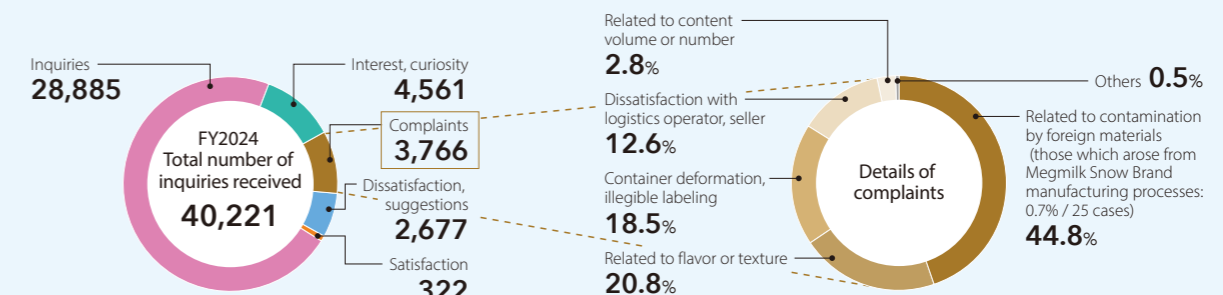 Inquiries
28,885
Interest, curiosity
4,561
FY2024
Total number of
inquiries received
40,221
Complaints
3,766
Dissatisfaction,
suggestions
2,677
Satisfaction
322
Related to content
volume or number
2.8%
Dissatisfaction with
logistics operator, seller
12.6%
Container deformation,
illegible labeling
18.5%
Related to flavor or texture
20.8%
Details of
complaints
Others 0.5%
Related to contamination
by foreign materials
(those which arose from
Megmilk Snow Brand
manufacturing processes:
0.7% / 25 cases)
44.8%